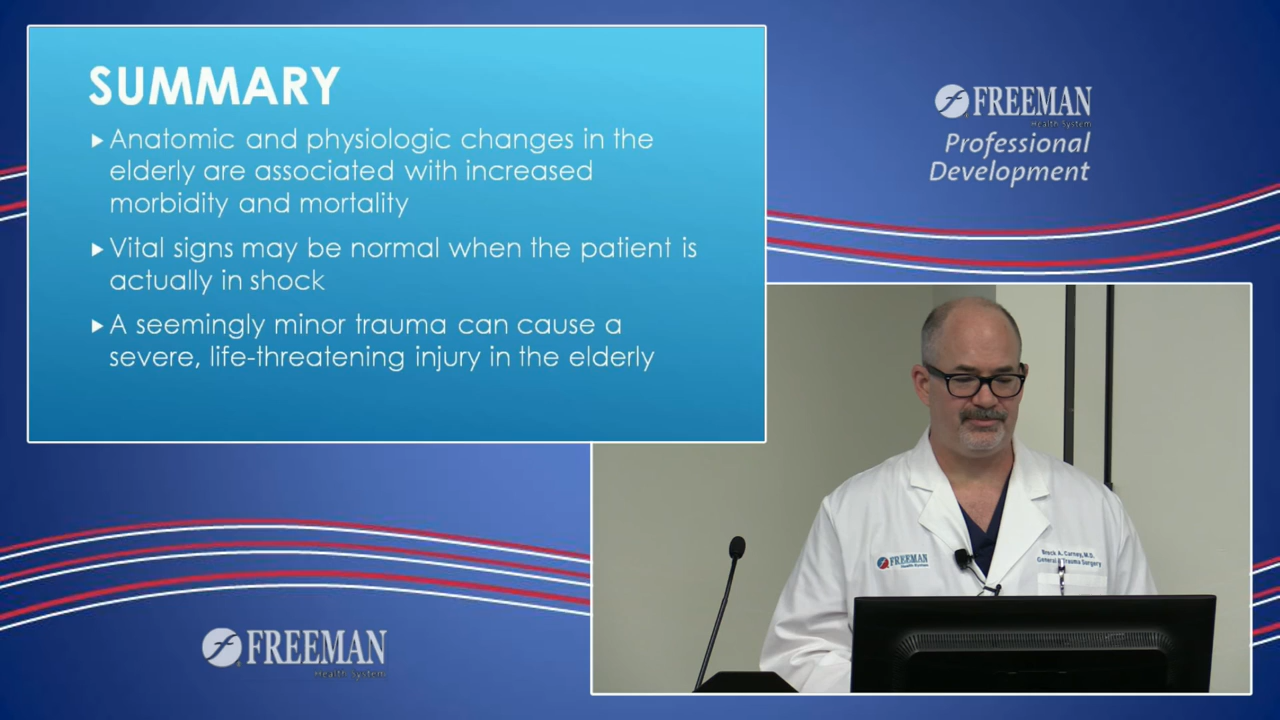 SUMMARY
Anatomic and physiologic changes in the
elderly are associated with increased
morbidity and mortality
Vital signs may be normal when the patient is
actually in shock
A seemingly minor trauma can cause a
severe, life-threatening injury in the elderly
FREEMAN
Health System
Professional
Development
FREEMAN
Health System
Brock A. Carney, M.D.
General & Trauma Surgery
FREEMAN
Health System